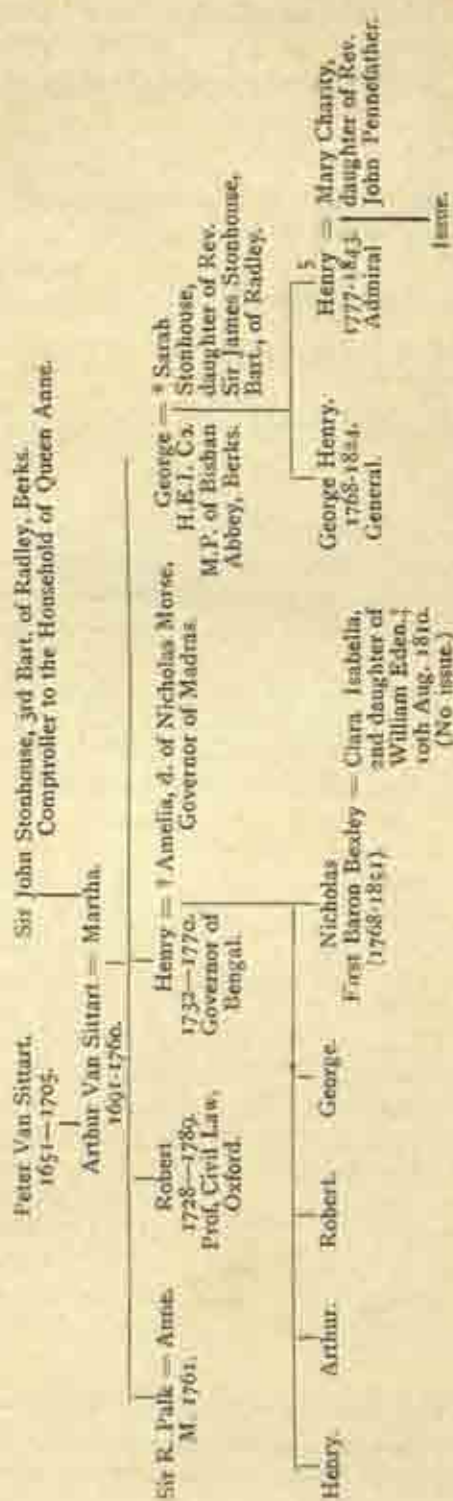 Peter Van Sittart.
1651—1705.
Sir John Stonhouse, 3rd Bart. of Radley, Berks.
Comptroller to the Household of Queen Anne.
Arthur Van Sittart = Martha.
1691-1760.
Sir R. Palk = Anne.
M. 1761.
Robert
1728—1789.
Prof. Civil Law,
Oxford.
Henry = † Amelia, d. of Nicholas Morse,
1732—1770. Governor of Madras
Governor of
Bengal.
George = * Sarah
H.E.I. Co. Stonhouse,
M.P. of Bishan daughter of Rev.
Abbey, Berks. Sir James Stonhouse,
Bart., of Radley.
Henry.
Arthur.
Robert.
George.
Nicholas = Clara Isabella,
First Baron Bexley 2nd daughter of
(1768-1851) William Eden.‡
10th Aug. 1810.
(No issue.)
George Henry.
1768-1824.
General.
5
Henry = Mary Charity,
1777-1843. daughter of Rev.
Admiral John Pennefather.
Issue.